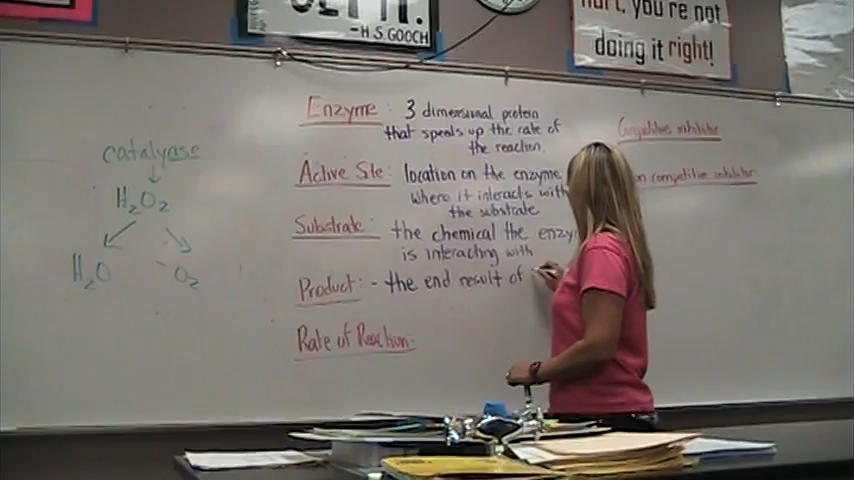 -H S GOOCH
hurt, you're not
doing it right!
catalyase
H2O2
H2O
O2
Enzyme: 3 dimensional protein
that speeds up the rate of
the reaction.
Active Site: location on the enzyme
where it interacts with
the substrate
Substrate: the chemical the enzy
is interacting with
Product: - the end result of
Rate of Reaction:
Competitive inhibitor
on competitive inhibitor